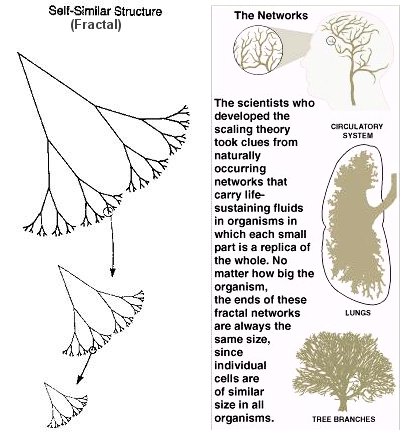 Self-Similar Structure
(Fractal)
The Networks
The scientists who
developed the
scaling theory
took clues from
naturally
occurring
networks that
carry life-
sustaining fluids
in organisms in
which each small
part is a replica of
the whole. No
matter how big the
organism,
the ends of these
fractal networks
are always the
same size,
since
individual
cells are
of similar
size in all
organisms.
CIRCULATORY
SYSTEM
LUNGS
TREE BRANCHES